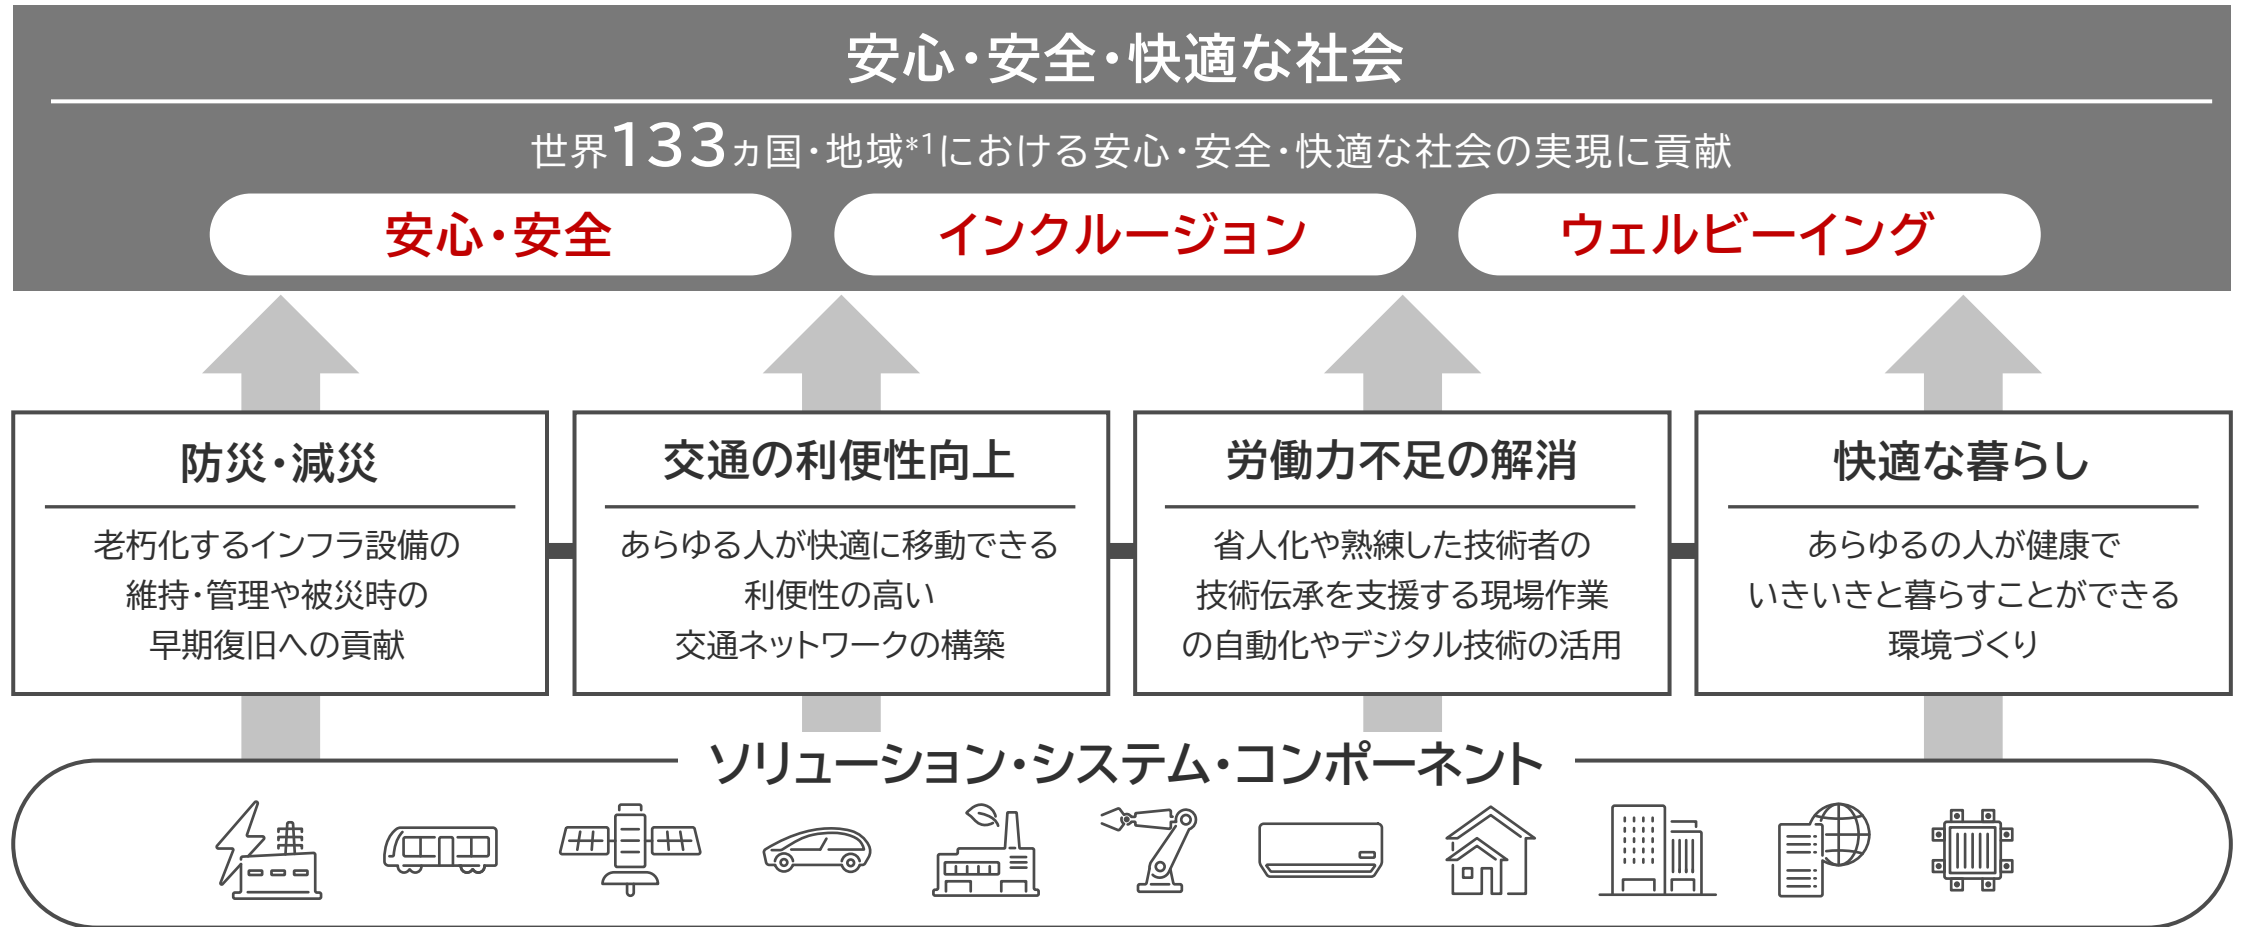 安心・安全・快適な社会
世界133ヵ国・地域*1における安心・安全・快適な社会の実現に貢献
安心・安全
インクルージョン
ウェルビーイング
防災・減災
老朽化するインフラ設備の
維持・管理や被災時の
早期復旧への貢献
交通の利便性向上
あらゆる人が快適に移動できる
利便性の高い
交通ネットワークの構築
労働力不足の解消
省人化や熟練した技術者の
技術伝承を支援する現場作業
の自動化やデジタル技術の活用
快適な暮らし
あらゆるの人が健康で
いきいきと暮らすことができる
環境づくり
ソリューション・システム・コンポーネント